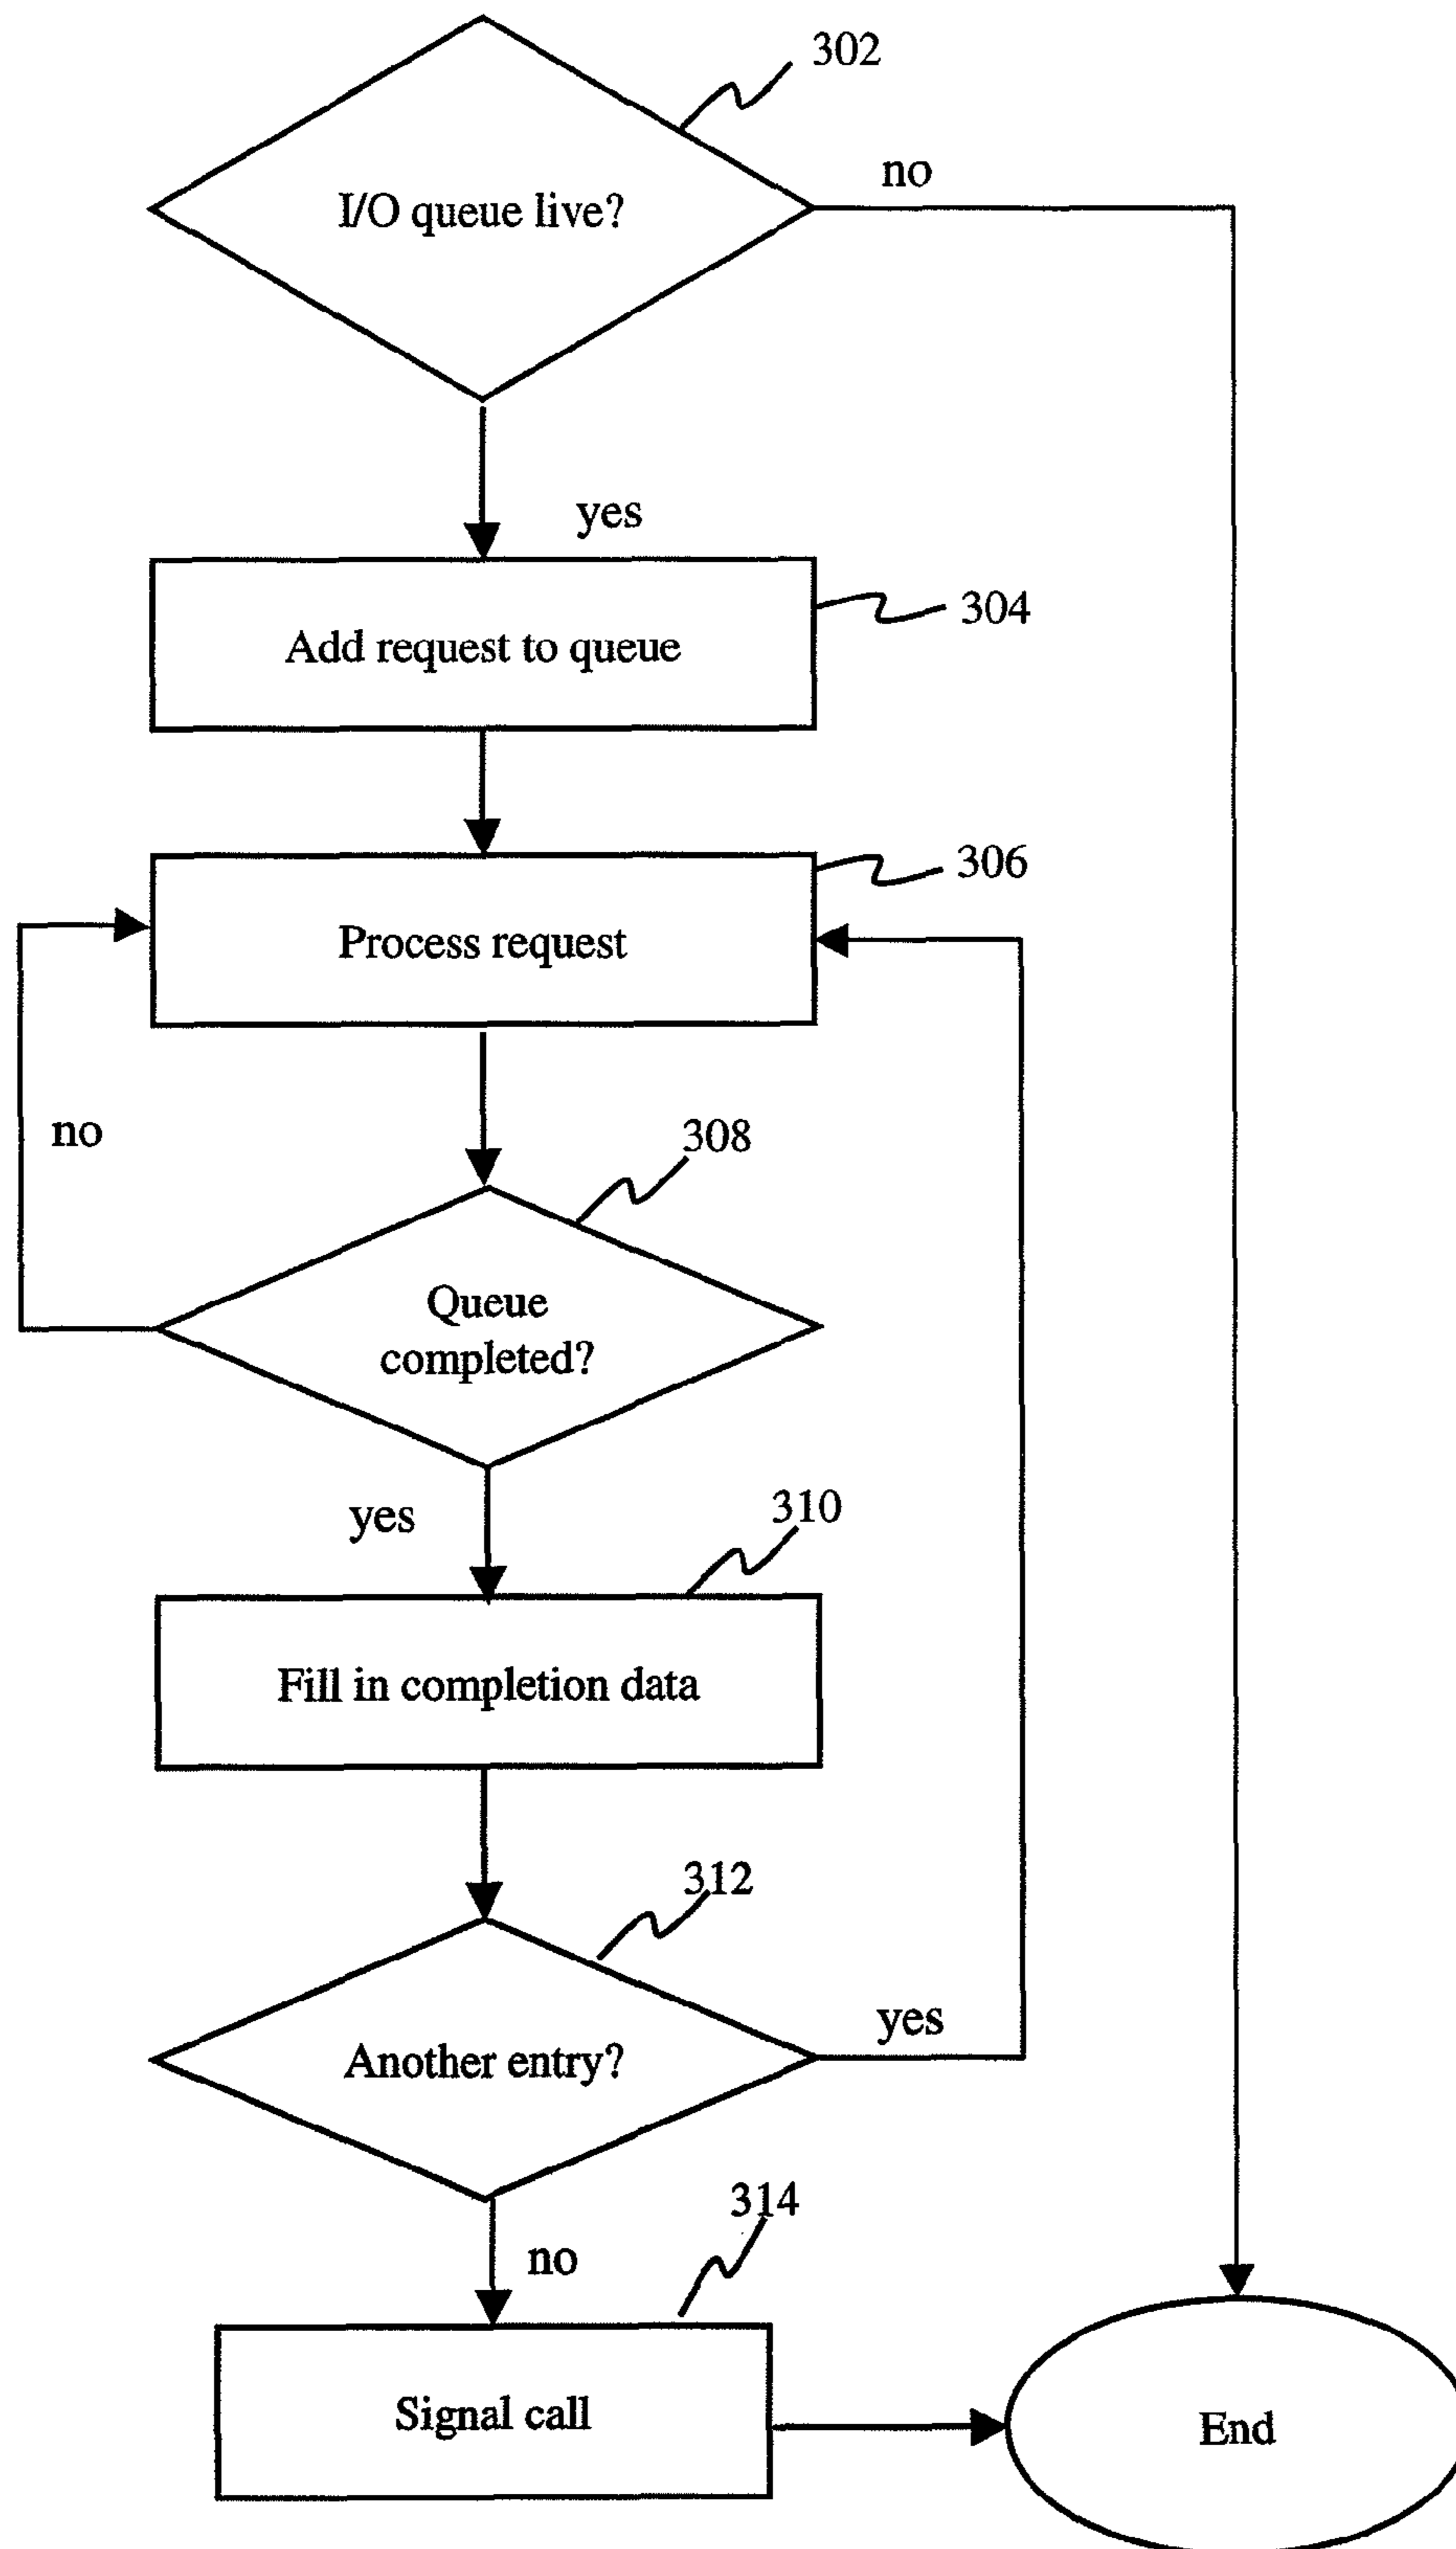 302
no
I/O queue live?
yes
304
Add request to queue
306
Process request
no
308
Queue
completed?
yes
310
Fill in completion data
312
yes
Another entry?
314
no
Signal call
End